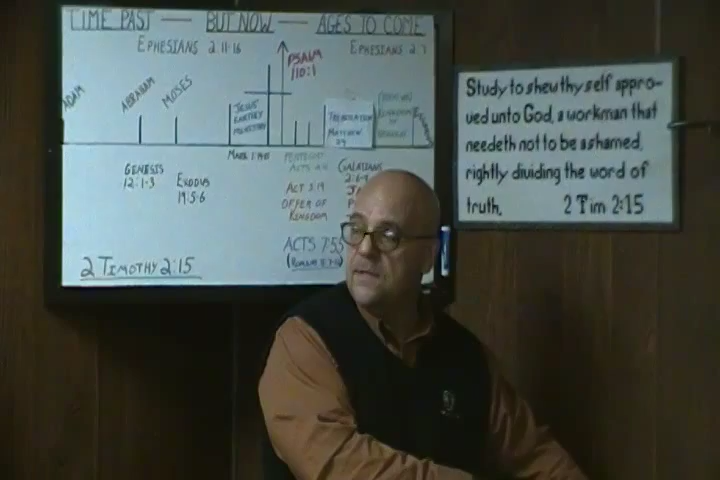 TIME PAST — BUT NOW — AGES TO COME
EPHESIANS 2:11-16
EPHESIANS 2:7
PSALM
110:1
ADAM
ABRAHAM
MOSES
JESUS
EARTHLY
MINISTRY
TRIBULATION
MATTHEW
24
KINGDOM
MARK 1:14-15
GENESIS
12:1-3
EXODUS
19:5-6
PENTECOST
ACTS
GALATIANS
ACT 3:19
OFFER OF
KINGDOM
ACTS 7:55
2 TIMOTHY 2:15
Study to shew thy self appro-
ved unto God, a workman that
needeth not to be ashamed,
rightly dividing the word of
truth. 2 Tim 2:15